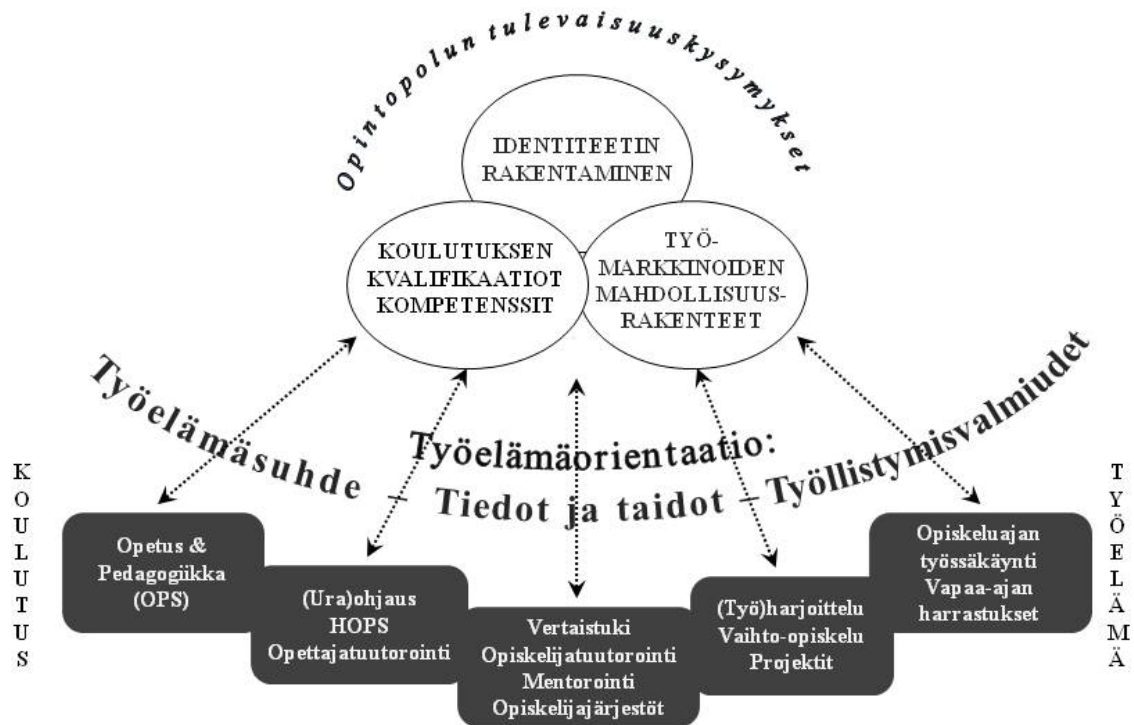 Opintopolun tulevaisuuskysymykset
IDENTITEETIN
RAKENTAMINEN
KOULUTUKSEN
KVALIFIKAATIOT
KOMPETENSSIT
TYÖ-
MARKKINOIDEN
MAHDOLLISUUS-
RAKENTEET
Työelämäorientaatio:
Työelämäsuhde – Tiedot ja taidot – Työllistymisvalmiudet
KOULUTUS
Opetus &
Pedagogiikka
(OPS)
(Ura)ohjaus
HOPS
Opettajatuutorointi
Vertaistuki
Opiskelijatuutorointi
Mentorointi
Opiskelijajärjestöt
(Työ)harjoittelu
Vaihto-opiskelu
Projektit
Opiskeluajan
työssäkäynti
Vapaa-ajan
harrastukset
TYÖELÄMÄ